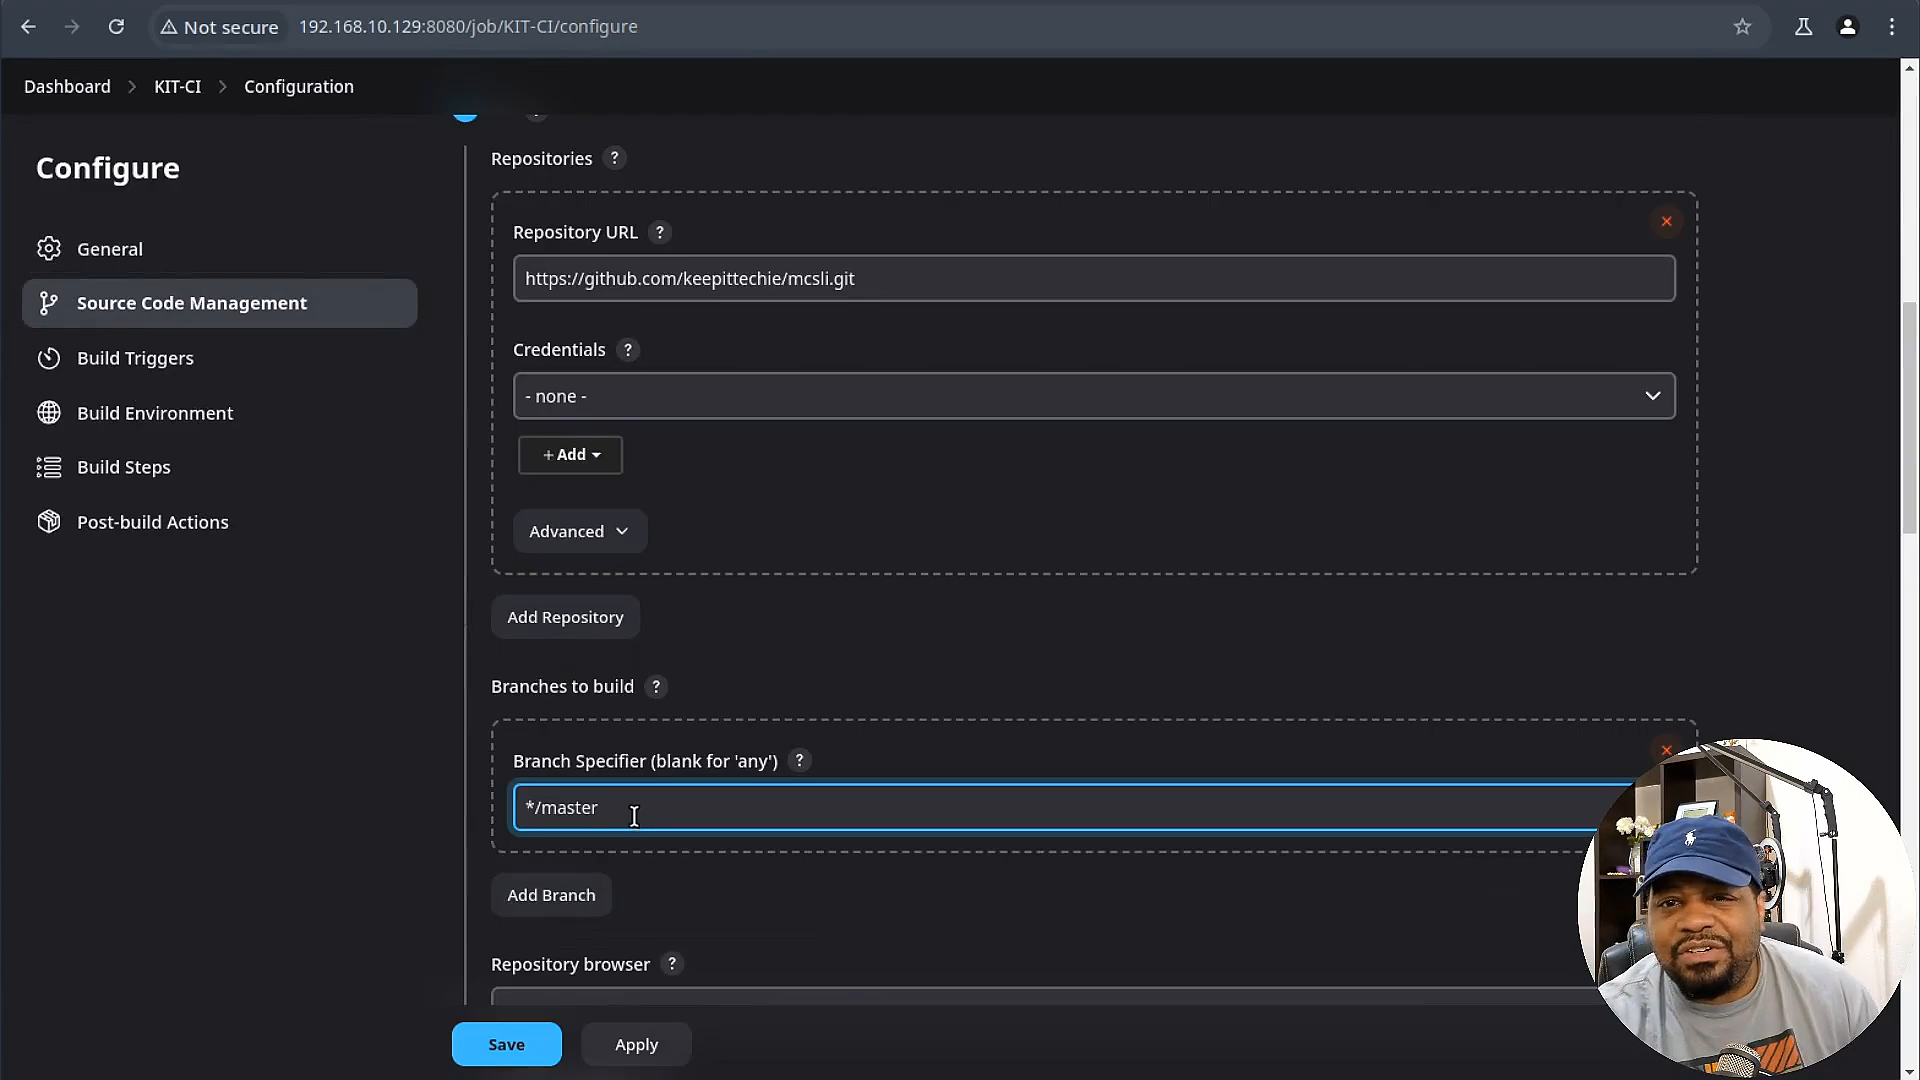 Not secure
192.168.10.129:8080/job/KIT-CI/configure
Dashboard > KIT-CI > Configuration
Configure
General
Source Code Management
Build Triggers
Build Environment
Build Steps
Post-build Actions
Repositories ?
Repository URL ?
https://github.com/keepittechie/mcsli.git
Credentials ?
- none -
+ Add
Advanced
Add Repository
Branches to build ?
Branch Specifier (blank for 'any') ?
*/master
Add Branch
Repository browser ?
Save
Apply